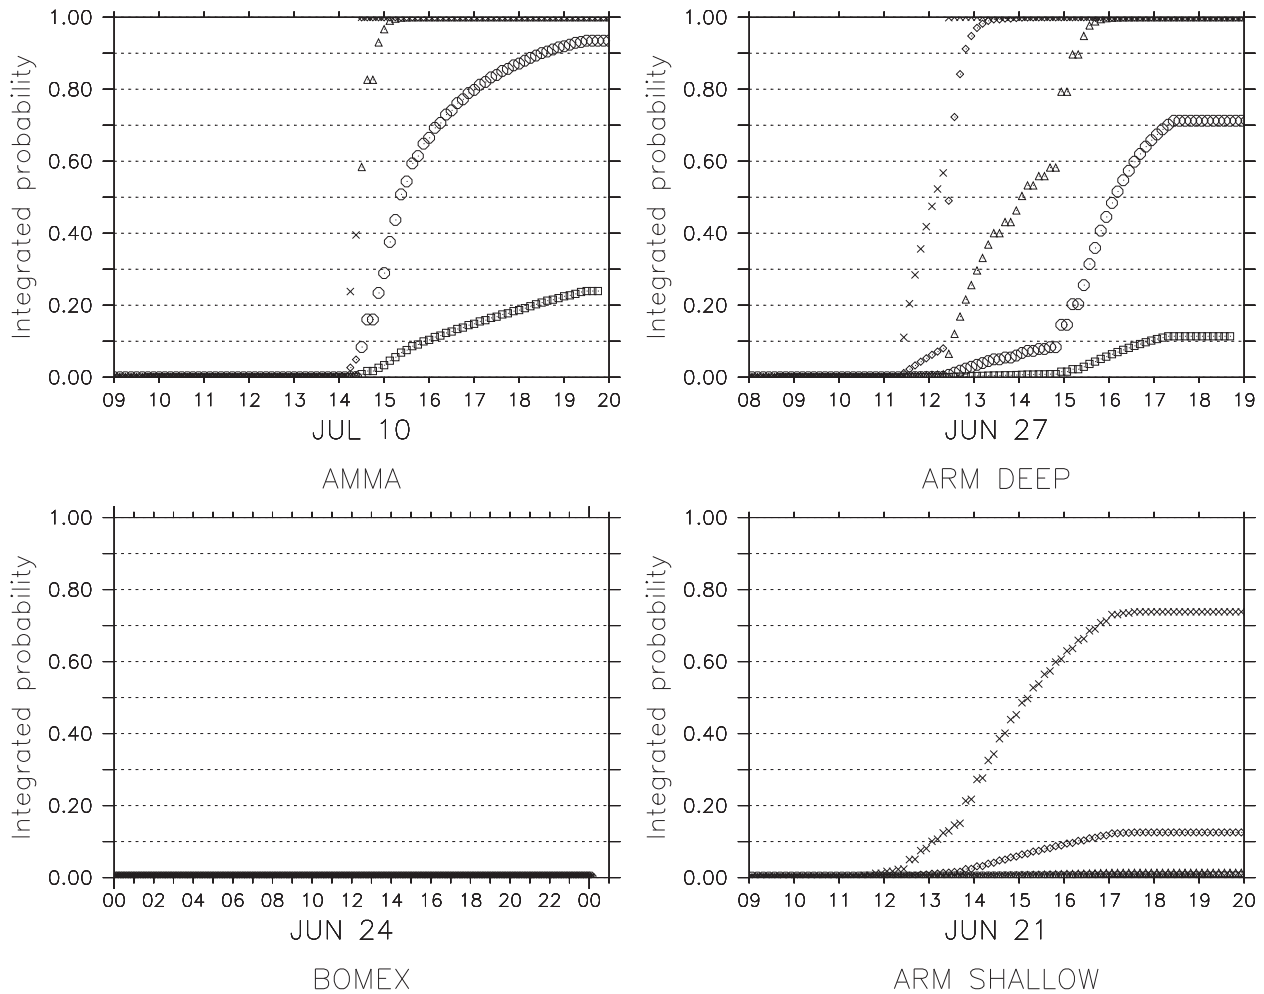 Integrated probability
1.00
0.80
0.60
0.40
0.20
0.00
09 10 11 12 13 14 15 16 17 18 19 20
JUL 10
AMMA
Integrated probability
1.00
0.80
0.60
0.40
0.20
0.00
08 09 10 11 12 13 14 15 16 17 18 19
JUN 27
ARM DEEP
Integrated probability
1.00
0.80
0.60
0.40
0.20
0.00
00 02 04 06 08 10 12 14 16 18 20 22 00
JUN 24
BOMEX
Integrated probability
1.00
0.80
0.60
0.40
0.20
0.00
09 10 11 12 13 14 15 16 17 18 19 20
JUN 21
ARM SHALLOW